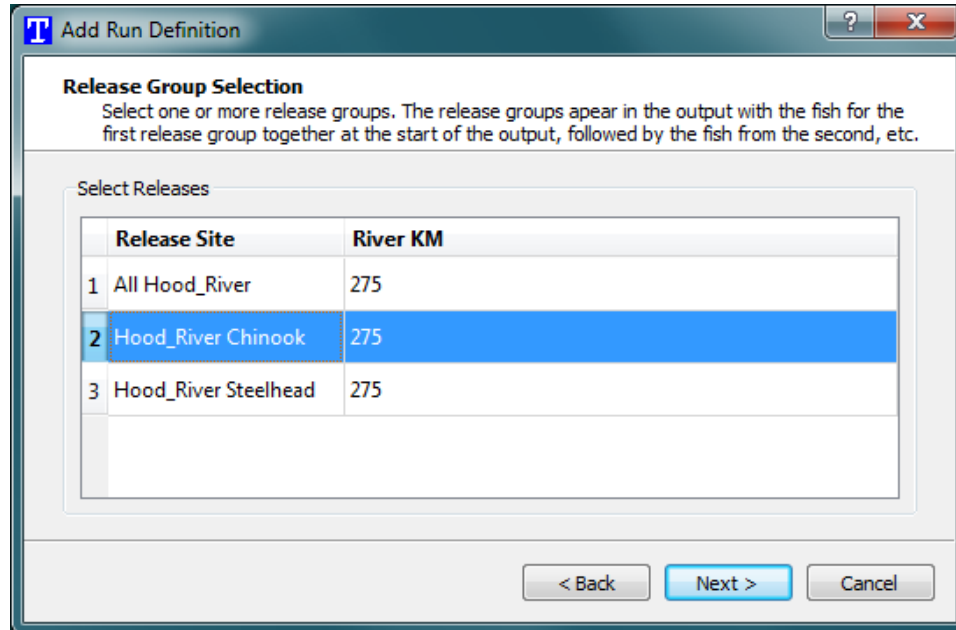 T Add Run Definition ? X
Release Group Selection
Select one or more release groups. The release groups apear in the output with the fish for the
first release group together at the start of the output, followed by the fish from the second, etc.
Select Releases
Release Site River KM
1 All Hood_River 275
2 Hood_River Chinook 275
3 Hood_River Steelhead 275
< Back Next > Cancel